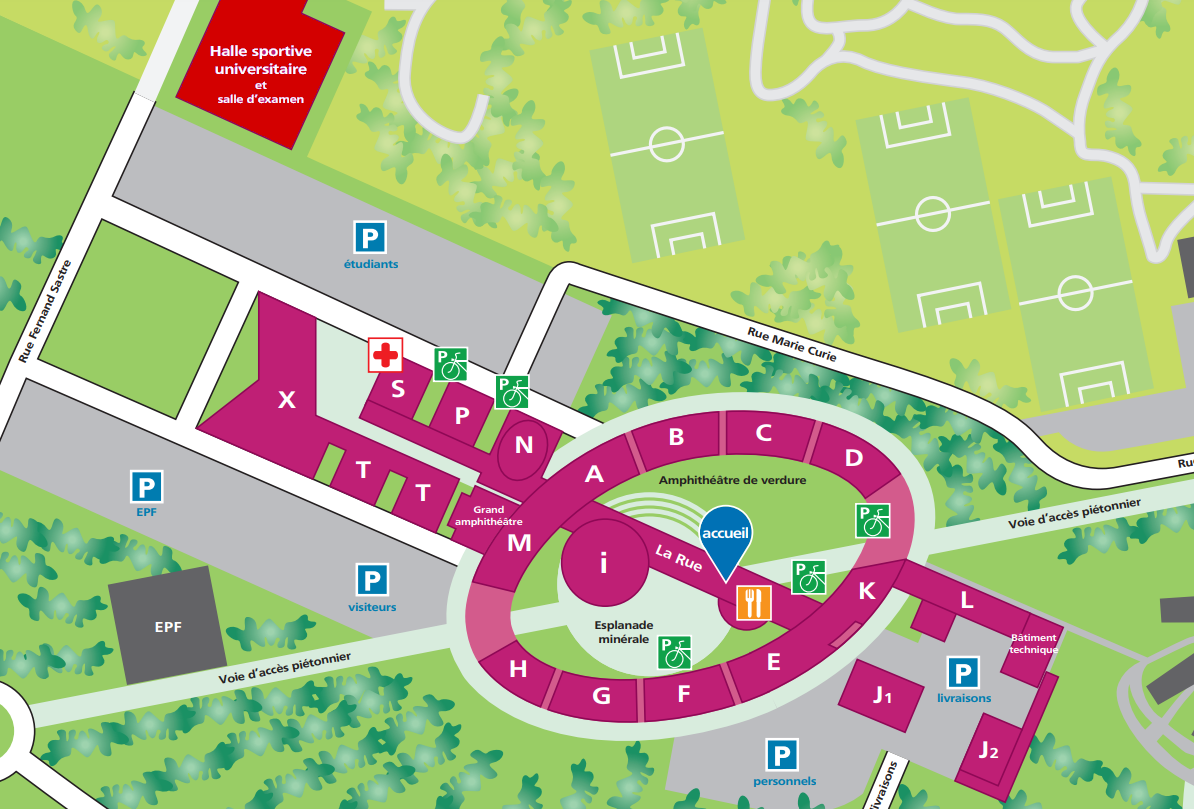 Halle sportive
universitaire
et
salle d'examen
P
étudiants
Rue Fernand Sastre
Rue Marie Curie
X
S
P
P
P
N
T
T
Grand
amphithéâtre
M
A
B
C
D
Amphithéâtre de verdure
P
Voie d'accès piétonnier
P
EPF
P
visiteurs
EPF
Voie d'accès piétonnier
i
La Rue
accueil
P
Esplanade
minérale
P
K
L
Bâtiment
technique
H
G
F
E
J1
P
livraisons
J2
P
personnels